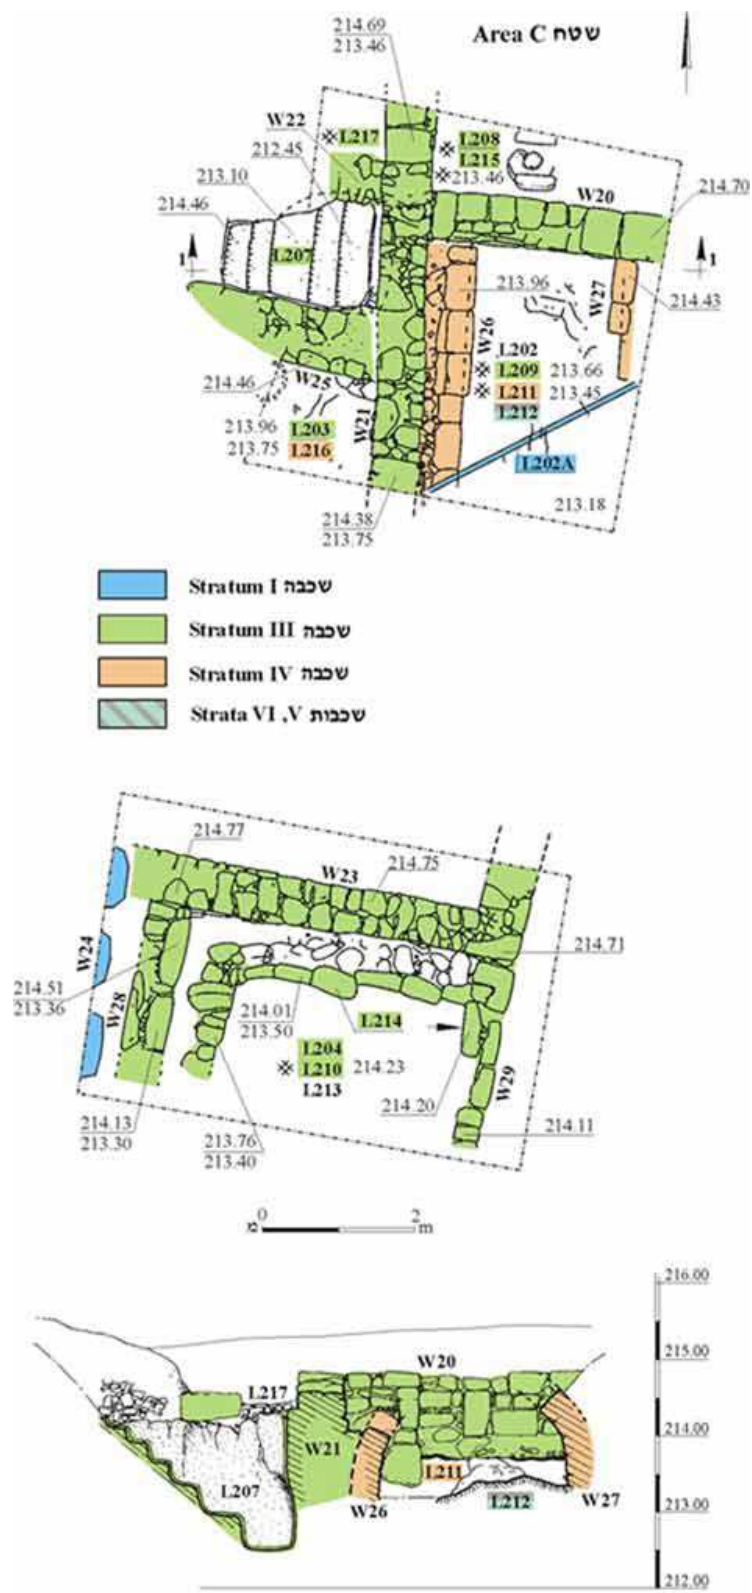 214.69
213.46
Area C שטח
W22
L217
L208
L215
213.46
212.45
213.10
214.46
W20
214.70
L207
1
1
213.96
W27
214.43
W26
L202
L209 213.66
L211 213.45
L212
W25
214.46
W21
213.96
213.75
L203
L216
L202A
213.18
214.38
213.75
Stratum I שכבה
Stratum III שכבה
Stratum IV שכבה
Strata VI ,V שכבות
214.77
W23
214.75
W24
214.71
214.51
213.36
W28
214.01
213.50
L214
L204
L210 214.23
L213
W29
214.20
214.13
213.30
213.76
213.40
214.11
0 2
מ m
216.00
215.00
W20
L217
214.00
W21
L211
L207
L212
213.00
W26
W27
212.00